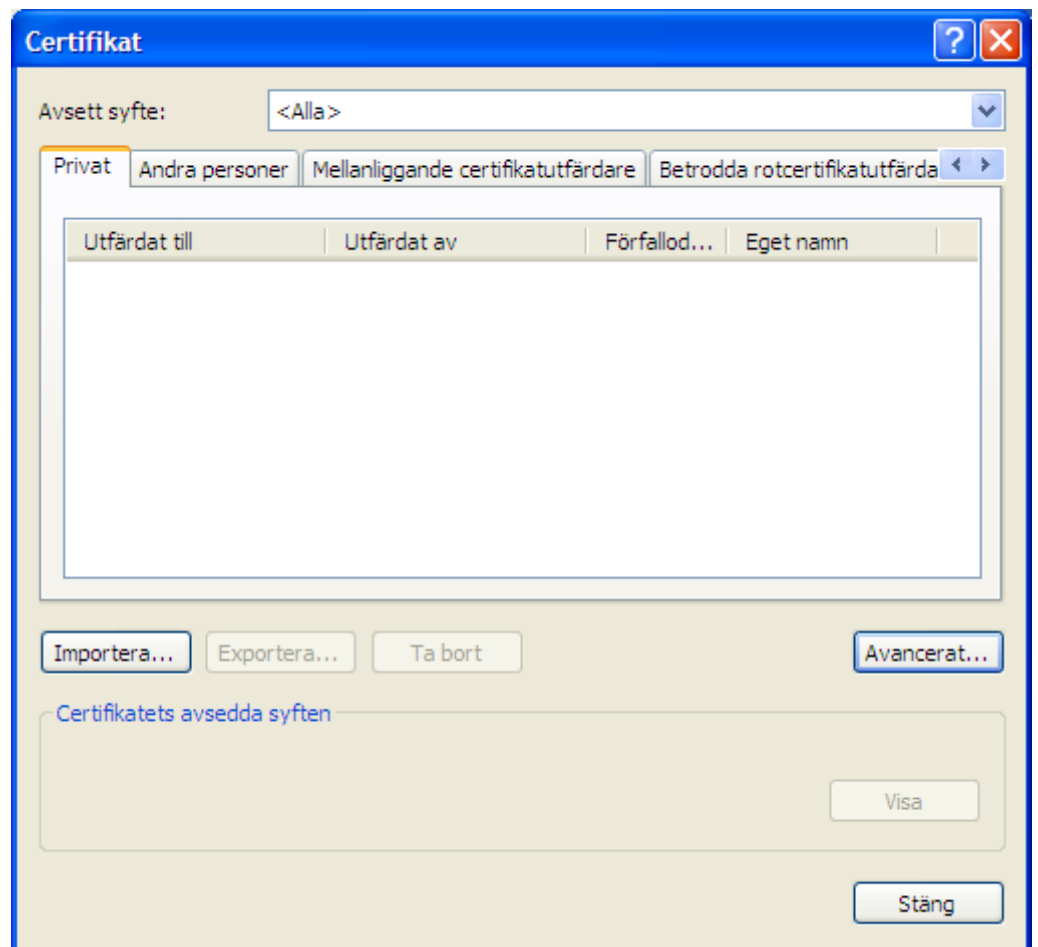 Certifikat
Avsett syfte: <Alla>
Privat Andra personer Mellanliggande certifikatutfärdare Betrodda rotcertifikatutfärda
Utfärdat till Utfärdat av Förfallod... Eget namn
Importera... Exportera... Ta bort Avancerat...
Certifikatets avsedda syften
Visa
Stäng